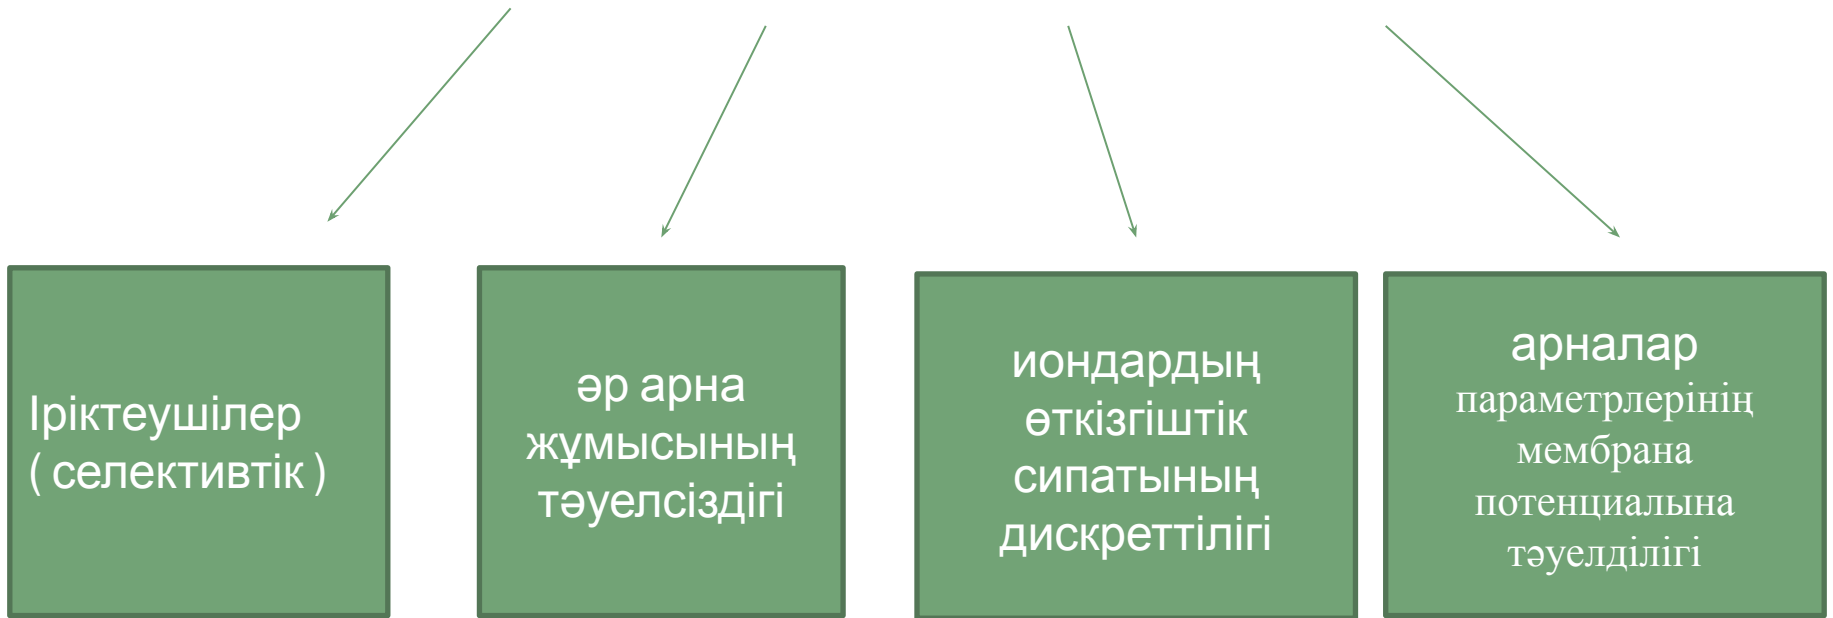 Іріктеушілер
( селективтік )
әр арна
жұмысының
тәуелсіздігі
иондардың
өткізгіштік
сипатының
дискреттілігі
арналар
параметрлерінің
мембрана
потенциалына
тәуелділігі